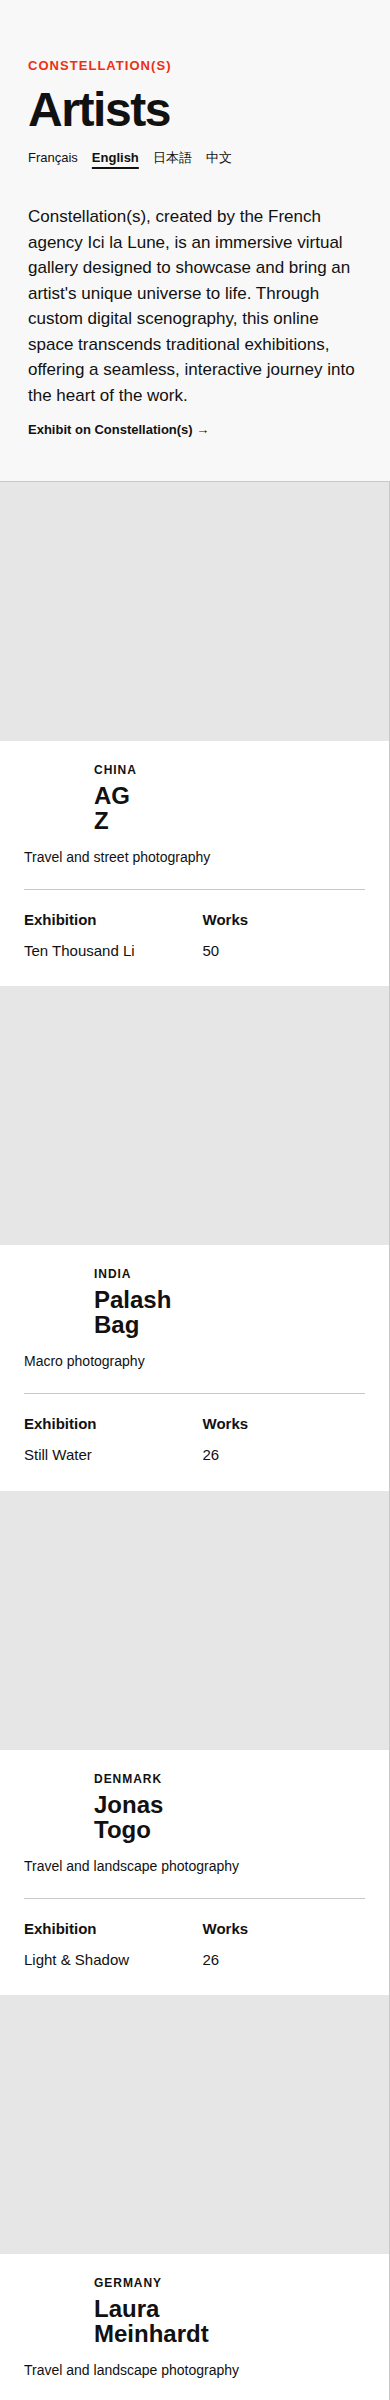 CONSTELLATION(S)
Artists
Français English 日本語 中文
Constellation(s), created by the French
agency Ici la Lune, is an immersive virtual
gallery designed to showcase and bring an
artist's unique universe to life. Through
custom digital scenography, this online
space transcends traditional exhibitions,
offering a seamless, interactive journey into
the heart of the work.
Exhibit on Constellation(s) →
CHINA
AG
Z
Travel and street photography
Exhibition Works
Ten Thousand Li 50
INDIA
Palash
Bag
Macro photography
Exhibition Works
Still Water 26
DENMARK
Jonas
Togo
Travel and landscape photography
Exhibition Works
Light & Shadow 26
GERMANY
Laura
Meinhardt
Travel and landscape photography